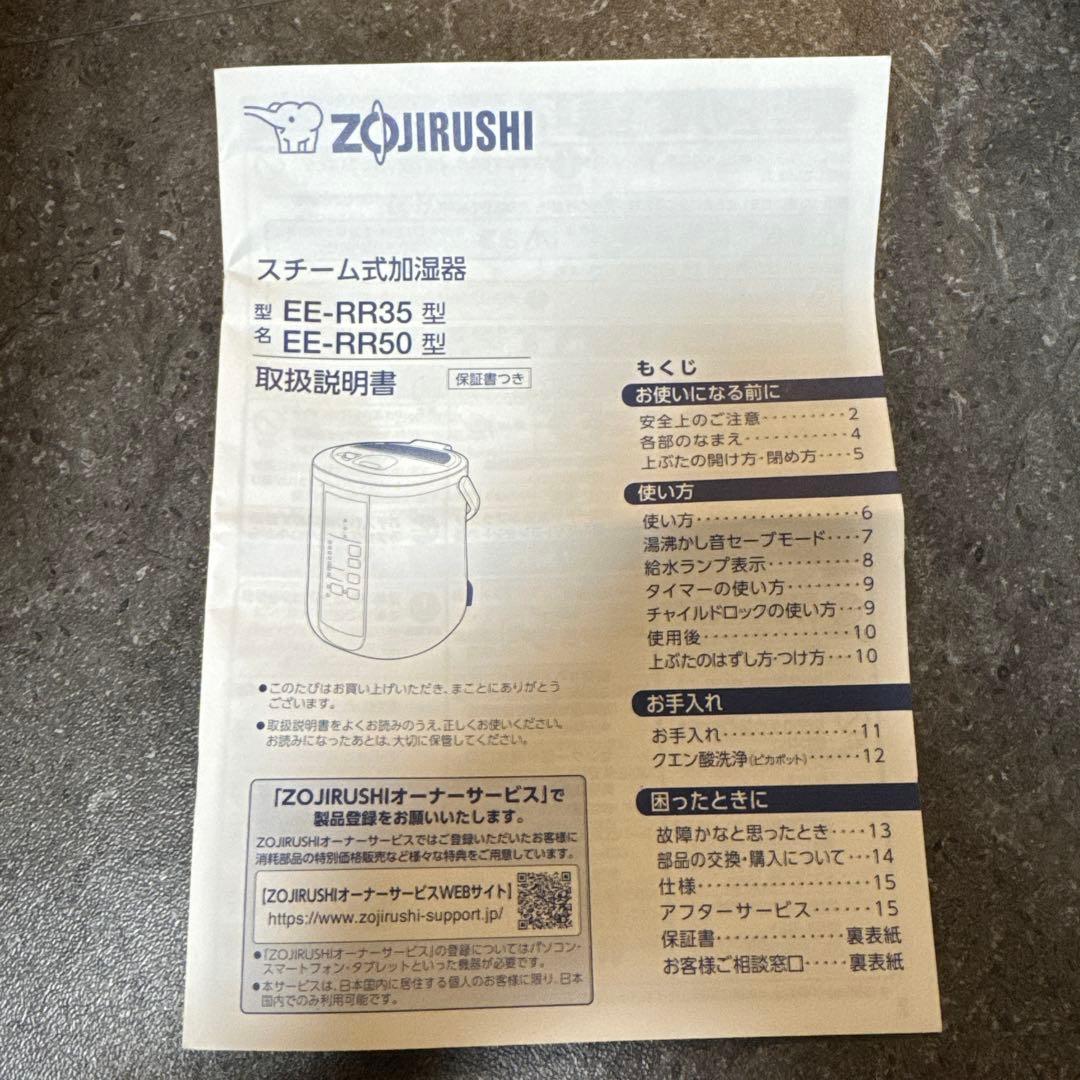 ZOJIRUSHI
スチーム式加湿器
型名 EE-RR35 型
EE-RR50 型
取扱説明書 保証書つき
●このたびはお買い上げいただき、まことにありがとう
ございます。
●取扱説明書をよくお読みのうえ、正しくお使いください。
お読みになったあとは、大切に保管してください。
「ZOJIRUSHIオーナーサービス」で
製品登録をお願いいたします。
ZOJIRUSHIオーナーサービスではご登録いただいたお客様に
消耗部品の特別価格販売など様々な特典をご用意しています。
【ZOJIRUSHIオーナーサービスWEBサイト】
https://www.zojirushi-support.jp/
●「ZOJIRUSHIオーナーサービス」の登録についてはパソコン・
スマートフォン・タブレットといった機器が必要です。
●本サービスは、日本国内に居住する個人のお客様に限り、日本
国内でのみ利用可能です。
もくじ
お使いになる前に
安全上のご注意・・・・・・・・・2
各部のなまえ・・・・・・・・・・・4
上ぶたの開け方・閉め方・・・・5
使い方
使い方・・・・・・・・・・・・・・・・・・6
湯沸かし音セーブモード・・・・7
給水ランプ表示・・・・・・・・・・8
タイマーの使い方・・・・・・・・9
チャイルドロックの使い方・・・9
使用後・・・・・・・・・・・・・・・・10
上ぶたのはずし方・つけ方・・・10
お手入れ
お手入れ・・・・・・・・・・・・・・・11
クエン酸洗浄(ピカポット)・・・・・・12
困ったときに
故障かなと思ったとき・・・・13
部品の交換・購入について・・・14
仕様・・・・・・・・・・・・・・・・・・15
アフターサービス・・・・・・15
保証書・・・・・・・・・・・・・・裏表紙
お客様ご相談窓口・・・・・裏表紙